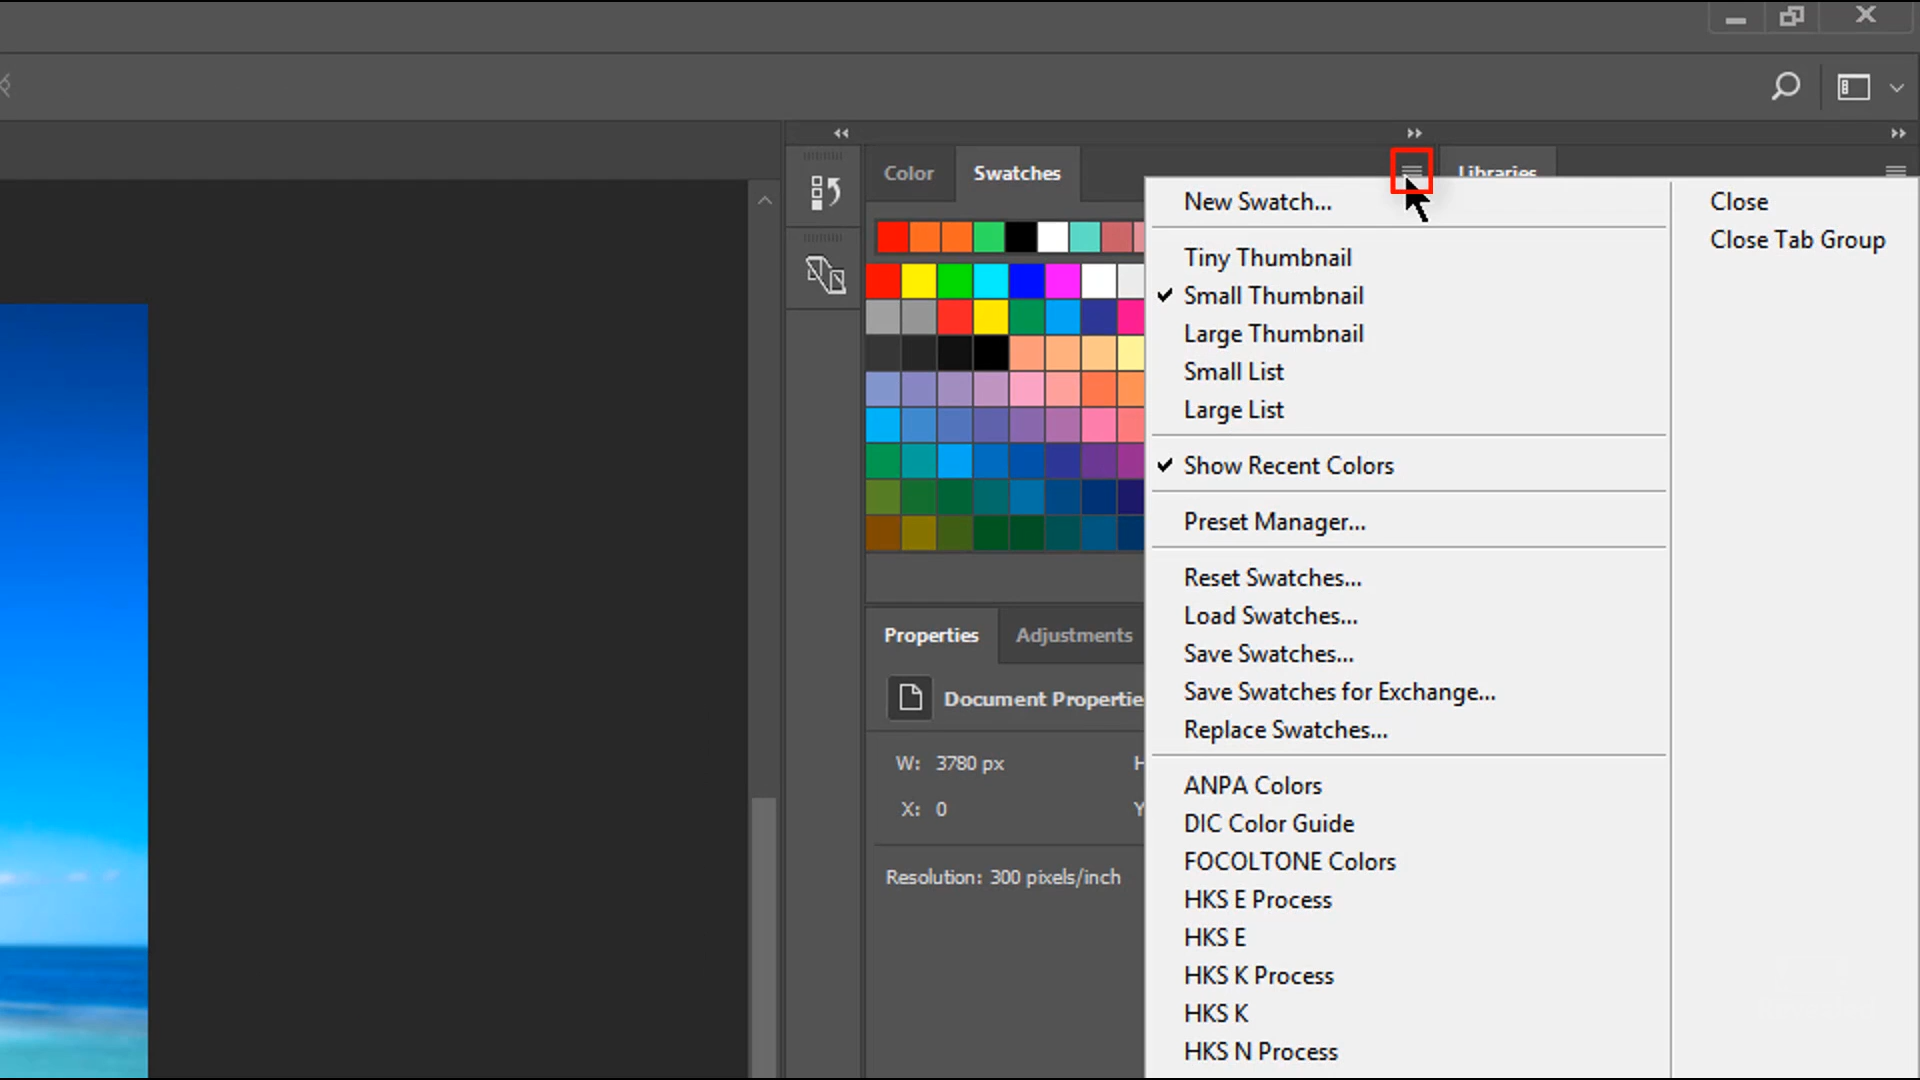 Color
Swatches
Libraries
New Swatch...
Tiny Thumbnail
Small Thumbnail
Large Thumbnail
Small List
Large List
Show Recent Colors
Preset Manager...
Reset Swatches...
Load Swatches...
Save Swatches...
Save Swatches for Exchange...
Replace Swatches...
ANPA Colors
DIC Color Guide
FOCOLTONE Colors
HKS E Process
HKS E
HKS K Process
HKS K
HKS N Process
Close
Close Tab Group
Properties
Adjustments
Document Propertie
W: 3780 px
H
X: 0
Y
Resolution: 300 pixels/inch